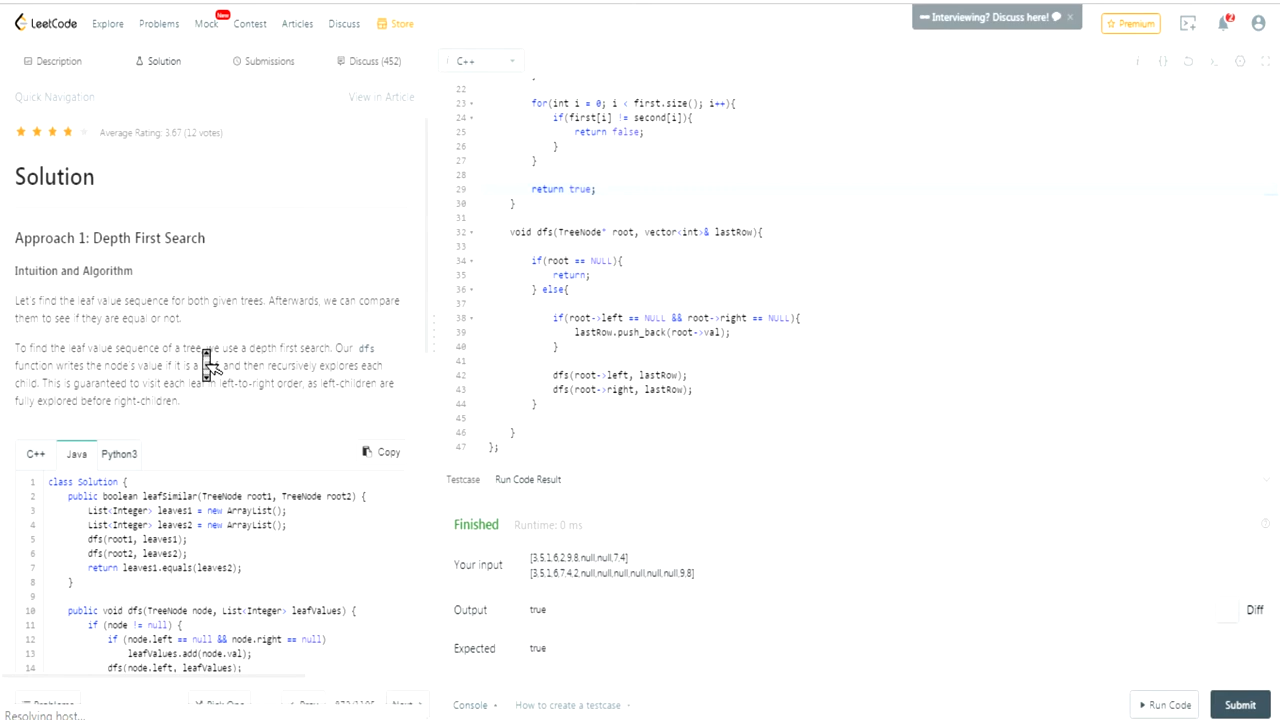 LeetCode Explore Problems Mock New Contest Articles Discuss Store Interviewing? Discuss here! × Premium 2
Description Solution Submissions Discuss (452)
Quick Navigation View in Article
Average Rating: 3.67 (12 votes)
Solution
Approach 1: Depth First Search
Intuition and Algorithm
Let's find the leaf value sequence for both given trees. Afterwards, we can compare
them to see if they are equal or not.
To find the leaf value sequence of a tree, we use a depth first search. Our dfs
function writes the node's value if it is a and then recursively explores each
child. This is guaranteed to visit each leaf in left-to-right order, as left-children are
fully explored before right-children.
C++ Java Python3 Copy
1 class Solution {
2 public boolean leafSimilar(TreeNode root1, TreeNode root2) {
3 List<Integer> leaves1 = new ArrayList();
4 List<Integer> leaves2 = new ArrayList();
5 dfs(root1, leaves1);
6 dfs(root2, leaves2);
7 return leaves1.equals(leaves2);
8 }
9
10 public void dfs(TreeNode node, List<Integer> leafValues) {
11 if (node != null) {
12 if (node.left == null && node.right == null)
13 leafValues.add(node.val);
14 dfs(node.left, leafValues);
Problems Pick One Prev Next
Resolving host...
C++
22
23 for(int i = 0; i < first.size(); i++){
24 if(first[i] != second[i]){
25 return false;
26 }
27 }
28
29 return true;
30 }
31
32 void dfs(TreeNode* root, vector<int>& lastRow){
33
34 if(root == NULL){
35 return;
36 } else{
37
38 if(root->left == NULL && root->right == NULL){
39 lastRow.push_back(root->val);
40 }
41
42 dfs(root->left, lastRow);
43 dfs(root->right, lastRow);
44 }
45
46 }
47 };
Testcase Run Code Result
Finished Runtime: 0 ms
Your input [3,5,1,6,2,9,8,null,null,7,4]
[3,5,1,6,7,4,2,null,null,null,null,null,null,9,8]
Output true Diff
Expected true
Console How to create a testcase Run Code Submit